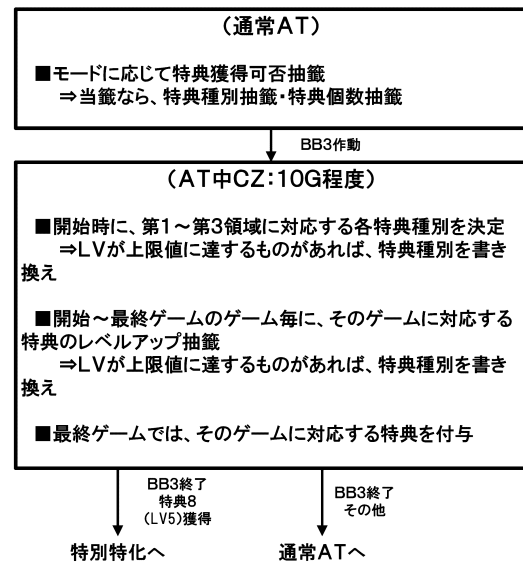 (通常AT)
■モードに応じて特典獲得可否抽籤
⇒当籤なら、特典種別抽籤・特典個数抽籤
BB3作動
(AT中CZ:10G程度)
■開始時に、第1~第3領域に対応する各特典種別を決定
⇒LVが上限値に達するものがあれば、特典種別を書き
換え
■開始~最終ゲームのゲーム毎に、そのゲームに対応する
特典のレベルアップ抽籤
⇒LVが上限値に達するものがあれば、特典種別を書き
換え
■最終ゲームでは、そのゲームに対応する特典を付与
BB3終了
特典8
(LV5)獲得
BB3終了
その他
特別特化へ
通常ATへ